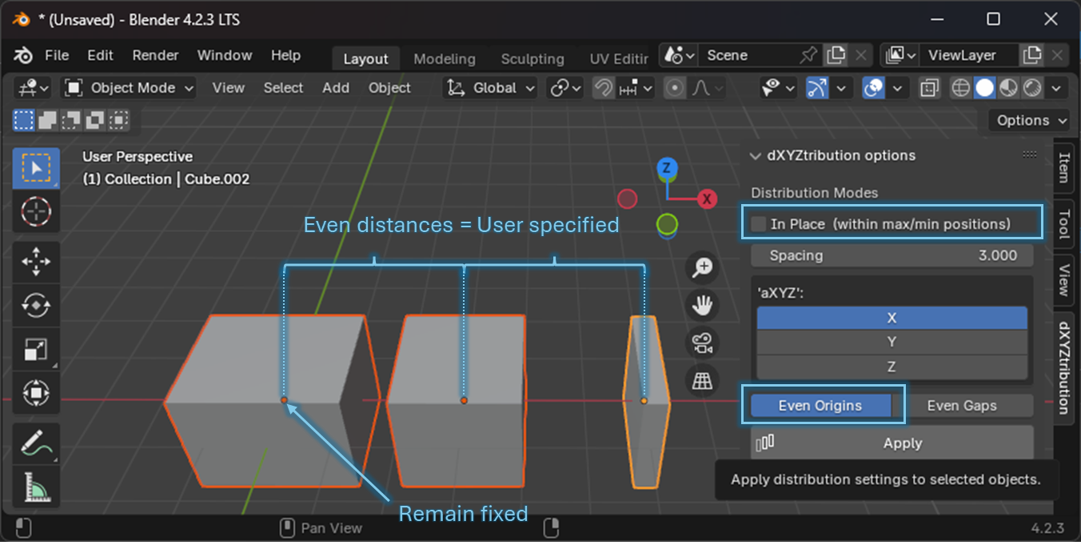 * (Unsaved) - Blender 4.2.3 LTS
File Edit Render Window Help Layout Modeling Sculpting UV Editir Scene ViewLayer
Object Mode View Select Add Object Global
Options
User Perspective
(1) Collection | Cube.002
Z
X
Even distances = User specified
Remain fixed
dXYZtribution options
Distribution Modes
In Place (within max/min positions)
Spacing 3.000
'aXYZ':
X
Y
Z
Even Origins Even Gaps
Apply
Apply distribution settings to selected objects.
Item
Tool
View
dXYZtribution
Pan View
4.2.3